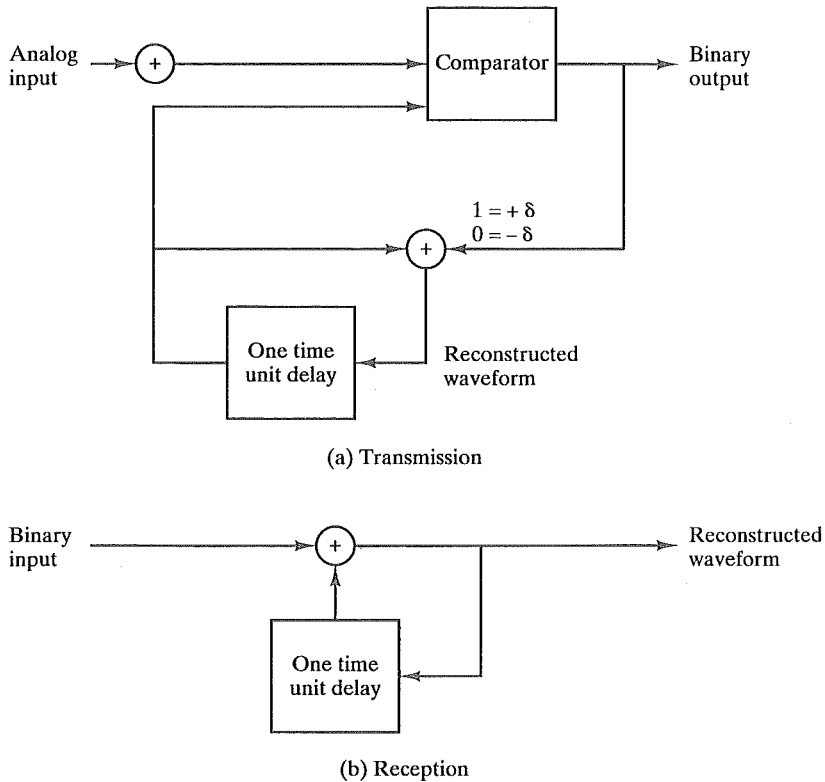 Analog
input
+
Comparator
Binary
output
1 = + δ
0 = – δ
+
One time
unit delay
Reconstructed
waveform
(a) Transmission
Binary
input
+
Reconstructed
waveform
One time
unit delay
(b) Reception